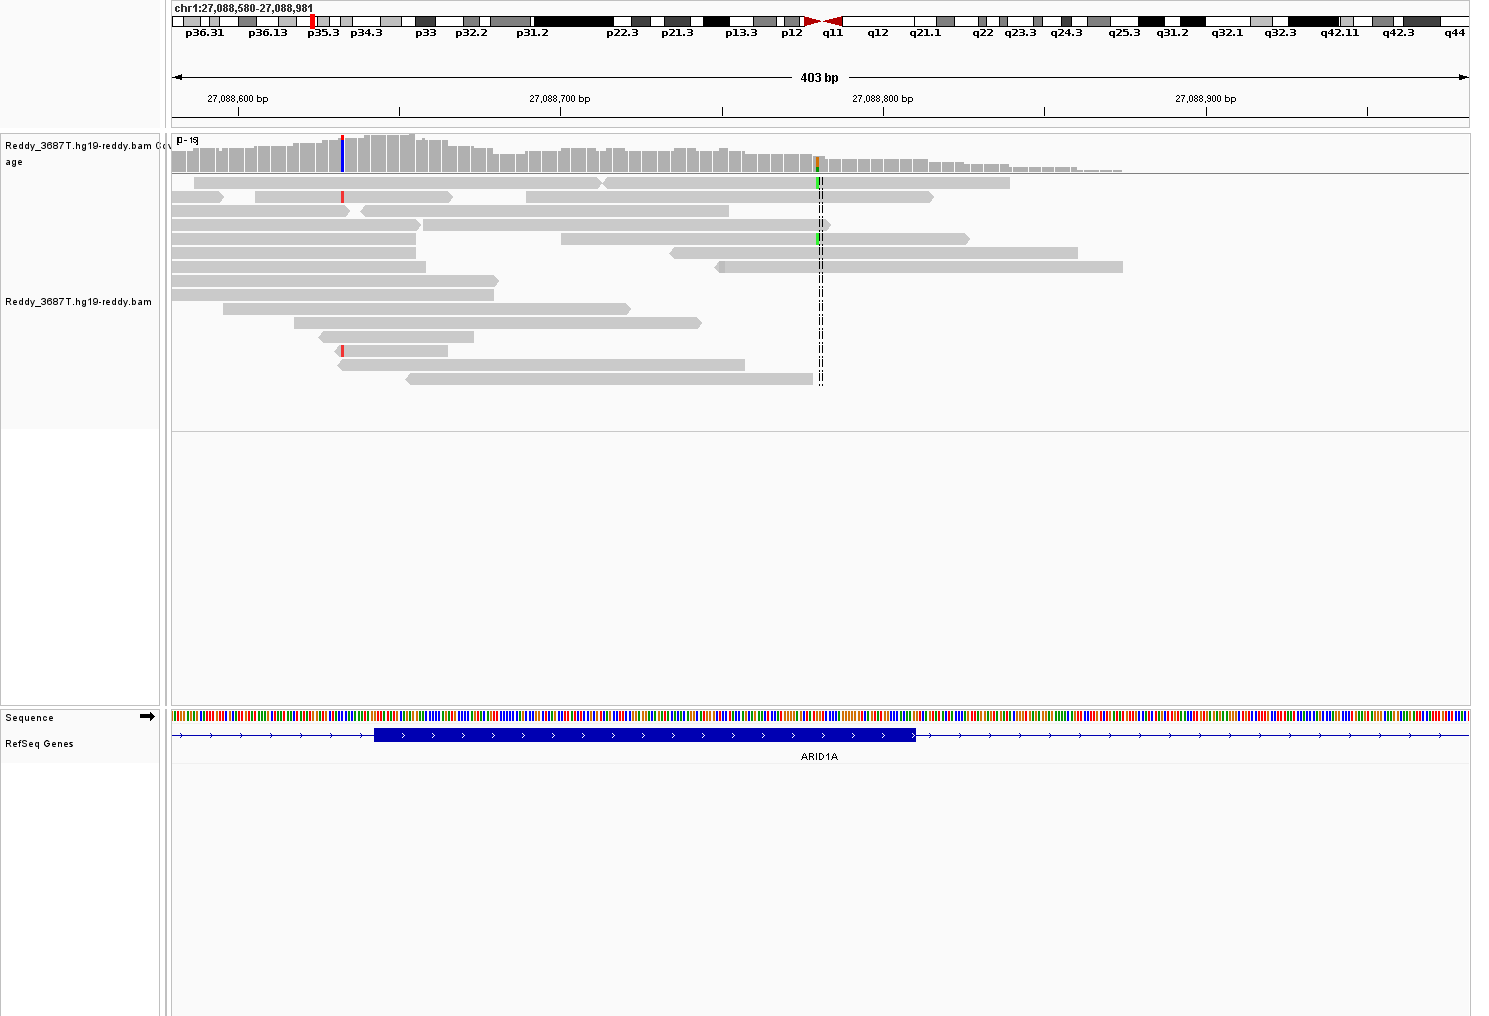 chr1:27,088,580-27,088,981
p36.31 p36.13 p35.3 p34.3 p33 p32.2 p31.2 p22.3 p21.3 p13.3 p12 q11 q12 q21.1 q22 q23.3 q24.3 q25.3 q31.2 q32.1 q32.3 q42.11 q42.3 q44
403 bp
27,088,600 bp 27,088,700 bp 27,088,800 bp 27,088,900 bp
Reddy_3687T.hg19-reddy.bam Cov
age
[0 - 19]
Reddy_3687T.hg19-reddy.bam
Sequence
RefSeq Genes
ARID1A